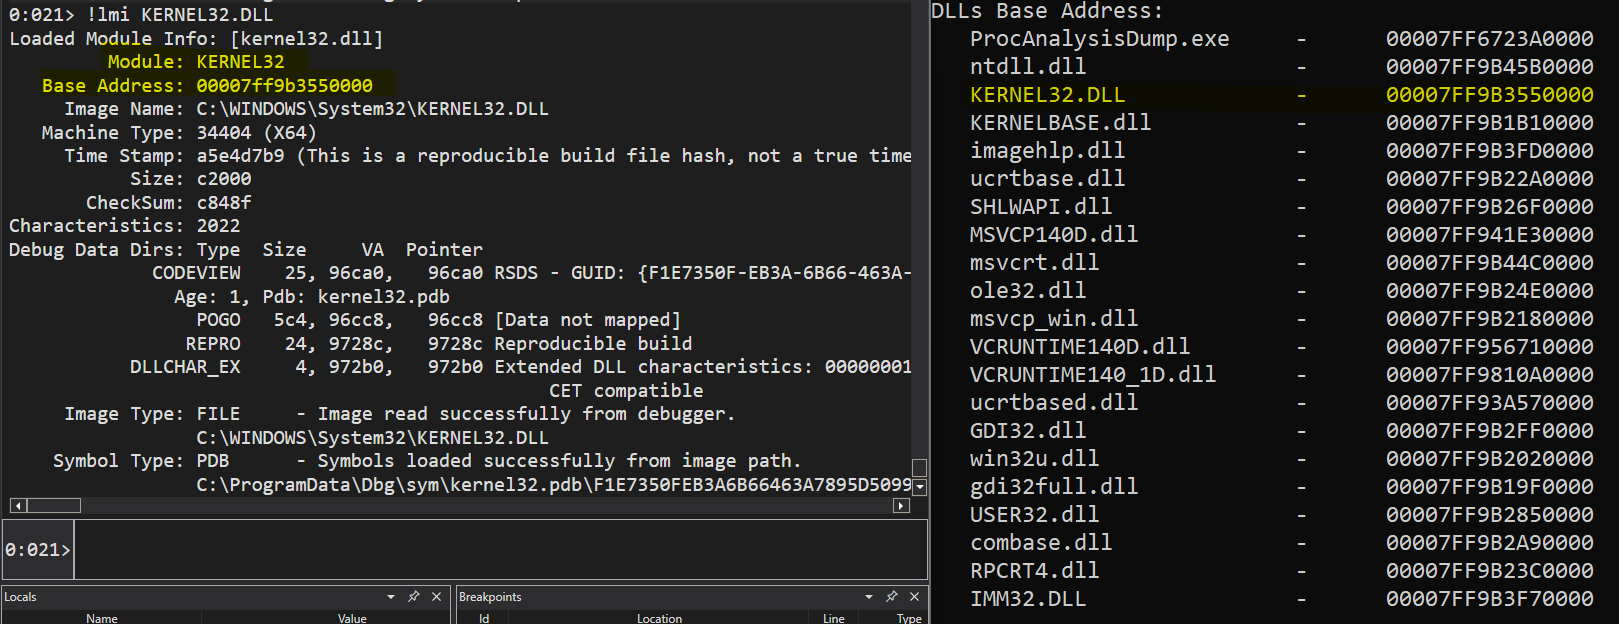 0:021> !lmi KERNEL32.DLL
Loaded Module Info: [kernel32.dll]
Module: KERNEL32
Base Address: 00007ff9b3550000
Image Name: C:\WINDOWS\System32\KERNEL32.DLL
Machine Type: 34404 (X64)
Time Stamp: a5e4d7b9 (This is a reproducible build file hash, not a true time
Size: c2000
CheckSum: c848f
Characteristics: 2022
Debug Data Dirs: Type  Size     VA  Pointer
CODEVIEW    25, 96ca0,   96ca0 RSDS - GUID: {F1E7350F-EB3A-6B66-463A-
Age: 1, Pdb: kernel32.pdb
POGO   5c4, 96cc8,   96cc8 [Data not mapped]
REPRO    24, 9728c,   9728c Reproducible build
DLLCHAR_EX     4, 972b0,   972b0 Extended DLL characteristics: 00000001
CET compatible
Image Type: FILE     - Image read successfully from debugger.
C:\WINDOWS\System32\KERNEL32.DLL
Symbol Type: PDB      - Symbols loaded successfully from image path.
C:\ProgramData\Dbg\sym\kernel32.pdb\F1E7350FEB3A6B66463A7895D5099
0:021>
Locals
Name Value
Breakpoints
Id Location Line Type
DLLs Base Address:
ProcAnalysisDump.exe - 00007FF6723A0000
ntdll.dll - 00007FF9B45B0000
KERNEL32.DLL - 00007FF9B3550000
KERNELBASE.dll - 00007FF9B1B10000
imagehlp.dll - 00007FF9B3FD0000
ucrtbase.dll - 00007FF9B22A0000
SHLWAPI.dll - 00007FF9B26F0000
MSVCP140D.dll - 00007FF941E30000
msvcrt.dll - 00007FF9B44C0000
ole32.dll - 00007FF9B24E0000
msvcp_win.dll - 00007FF9B2180000
VCRUNTIME140D.dll - 00007FF956710000
VCRUNTIME140_1D.dll - 00007FF9810A0000
ucrtbased.dll - 00007FF93A570000
GDI32.dll - 00007FF9B2FF0000
win32u.dll - 00007FF9B2020000
gdi32full.dll - 00007FF9B19F0000
USER32.dll - 00007FF9B2850000
combase.dll - 00007FF9B2A90000
RPCRT4.dll - 00007FF9B23C0000
IMM32.DLL - 00007FF9B3F70000